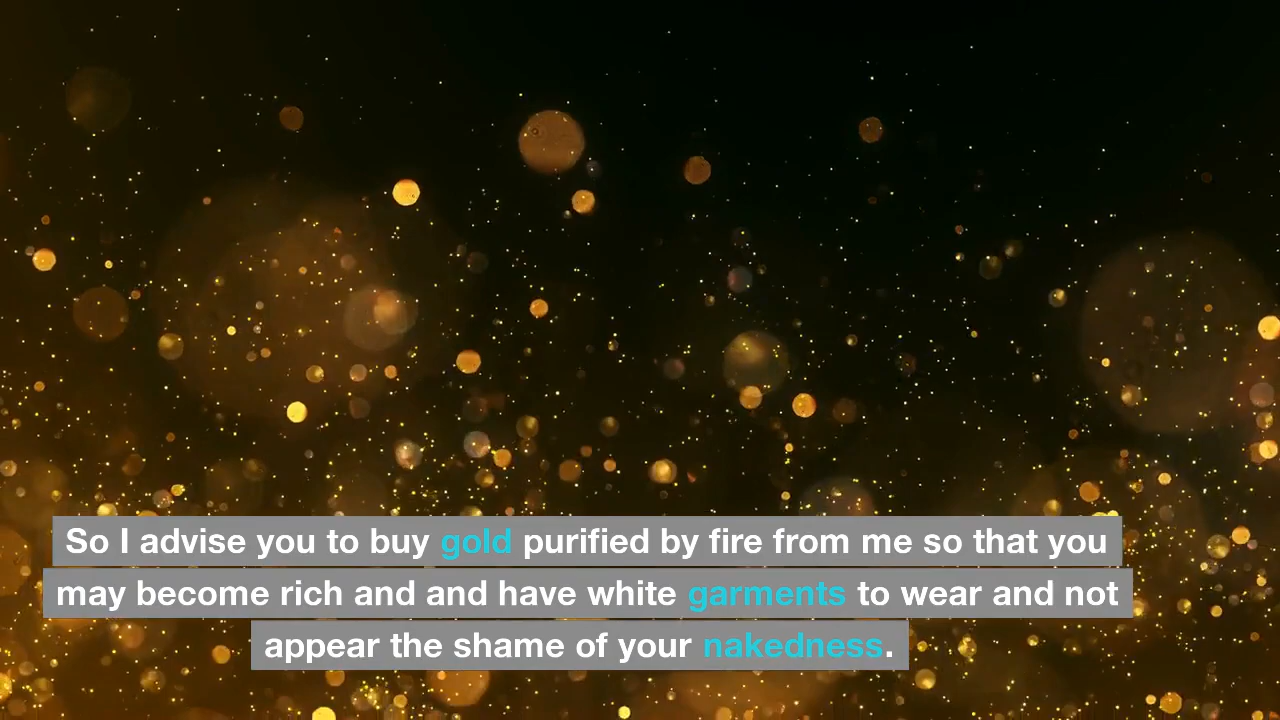 So I advise you to buy gold purified by fire from me so that you
may become rich and and have white garments to wear and not
appear the shame of your nakedness.